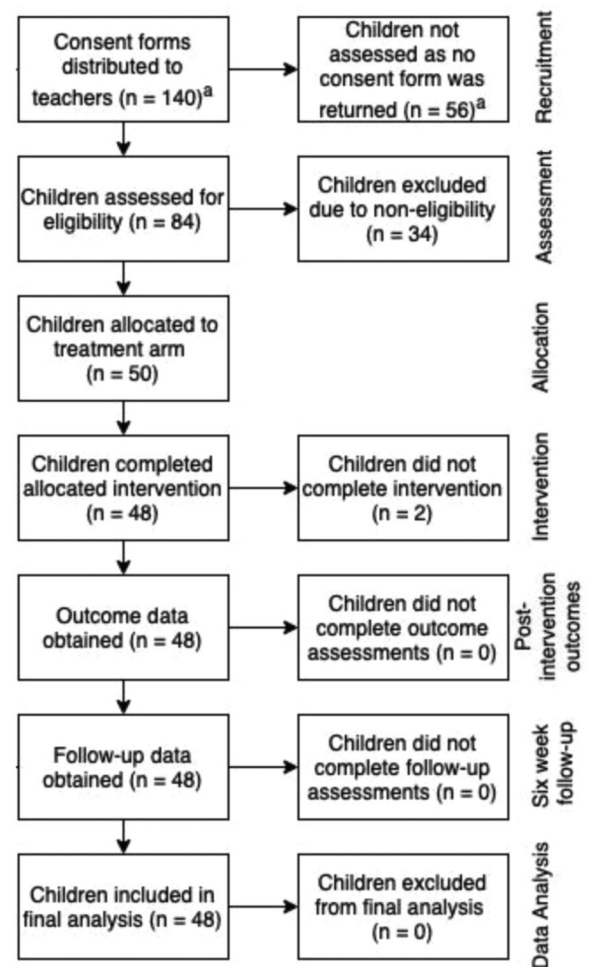 Consent forms
distributed to
teachers (n = 140)a
Children not
assessed as no
consent form was
returned (n = 56)a
Recruitment
Children assessed for
eligibility (n = 84)
Children excluded
due to non-eligibility
(n = 34)
Assessment
Children allocated to
treatment arm
(n = 50)
Allocation
Children completed
allocated intervention
(n = 48)
Children did not
complete intervention
(n = 2)
Intervention
Outcome data
obtained (n = 48)
Children did not
complete outcome
assessments (n = 0)
Post-
intervention
outcomes
Follow-up data
obtained (n = 48)
Children did not
complete follow-up
assessments (n = 0)
Six week
follow-up
Children included in
final analysis (n = 48)
Children excluded
from final analysis
(n = 0)
Data Analysis